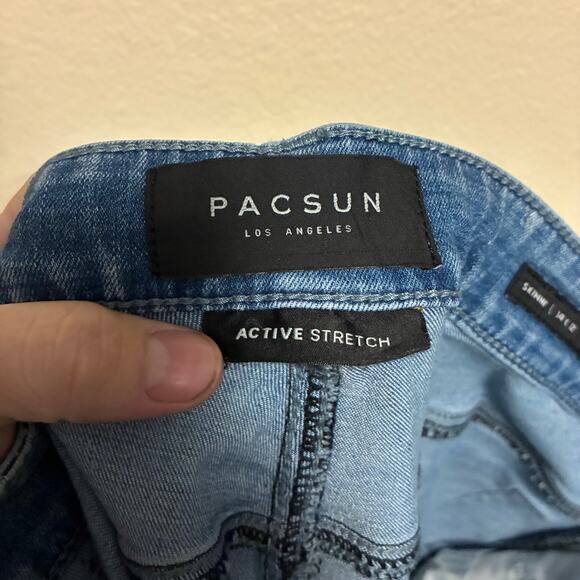 PACSUN
LOS ANGELES
ACTIVE STRETCH